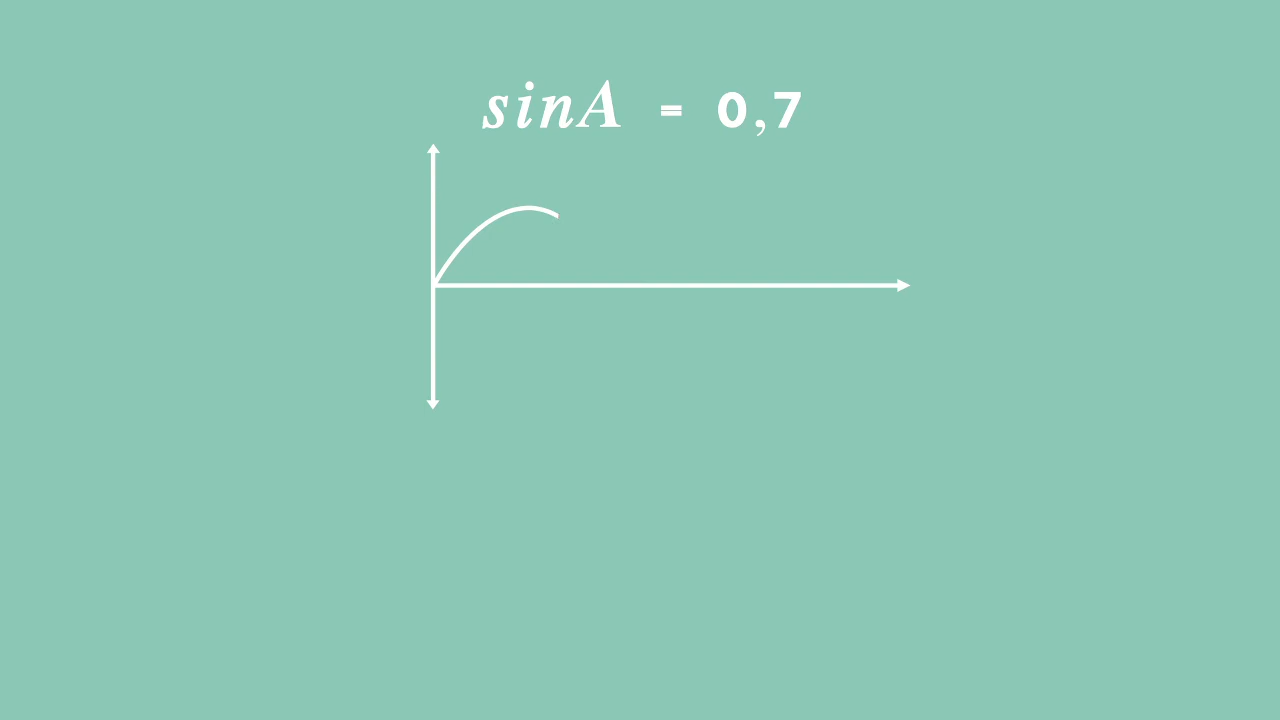 sinA = 0,7